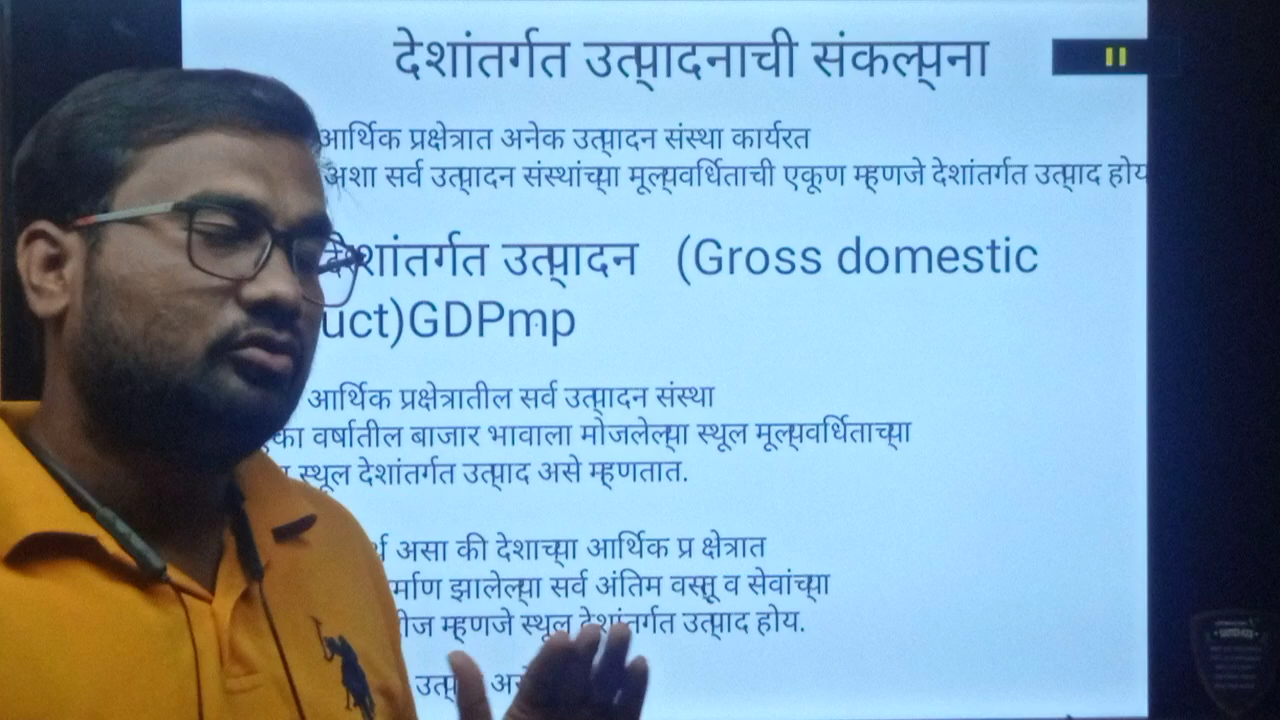 देशांतर्गत उत्पादनाची संकल्पना
आर्थिक प्रक्षेत्रात अनेक उत्पादन संस्था कार्यरत
अशा सर्व उत्पादन संस्थांच्या मूल्यवर्धिताची एकूण म्हणजे देशांतर्गत उत्पाद होय
देशांतर्गत उत्पादन (Gross domestic
uct)GDPmp
आर्थिक प्रक्षेत्रातील सर्व उत्पादन संस्था
एका वर्षातील बाजार भावाला मोजलेल्या स्थूल मूल्यवर्धिताच्या
स्थूल देशांतर्गत उत्पाद असे म्हणतात.
असा की देशाच्या आर्थिक प्र क्षेत्रात
र्माण झालेल्या सर्व अंतिम वस्तू व सेवांच्या
म्हणजे स्थूल देशांतर्गत उत्पाद होय.